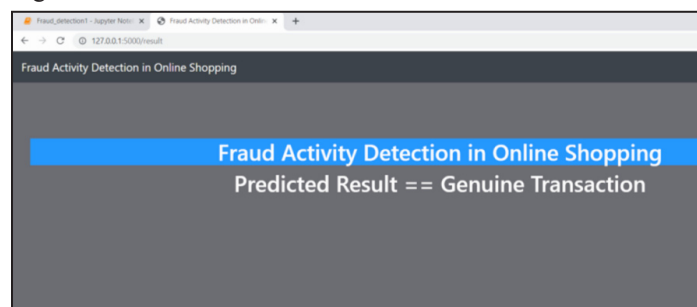 Fraud_detection1 - Jupyter Note
Fraud Activity Detection in Onlin
127.0.0.1:5000/result
Fraud Activity Detection in Online Shopping
Fraud Activity Detection in Online Shopping
Predicted Result == Genuine Transaction